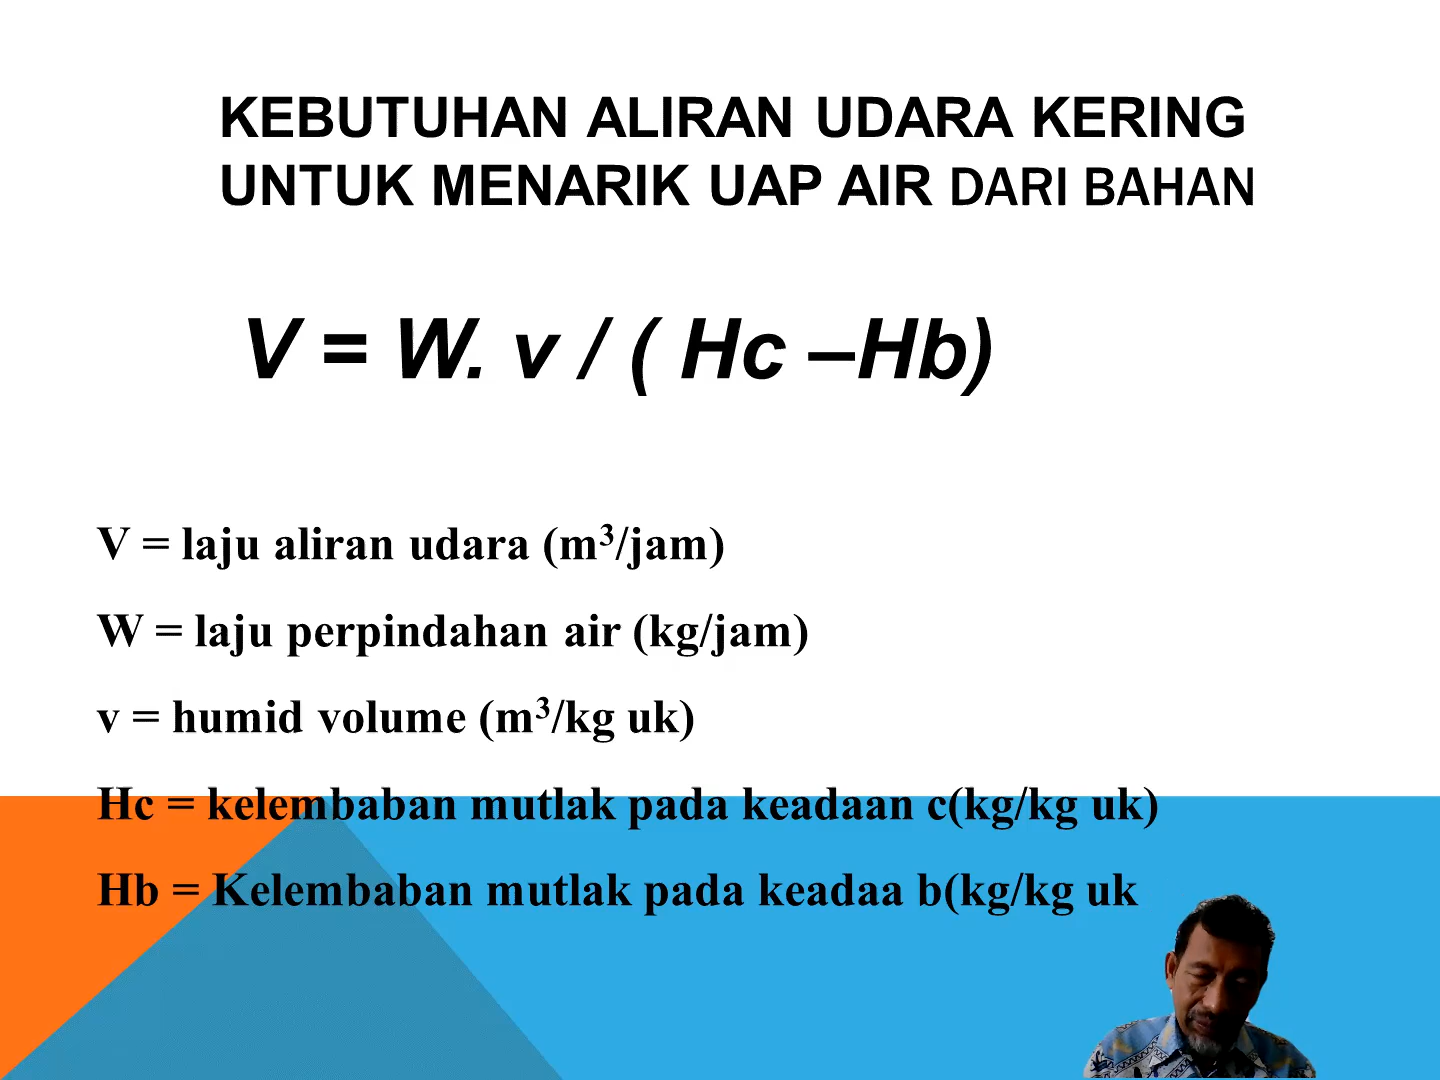 KEBUTUHAN ALIRAN UDARA KERING
UNTUK MENARIK UAP AIR DARI BAHAN
V = W. v / ( Hc –Hb)
V = laju aliran udara (m³/jam)
W = laju perpindahan air (kg/jam)
v = humid volume (m³/kg uk)
Hc = kelembaban mutlak pada keadaan c(kg/kg uk)
Hb = Kelembaban mutlak pada keadaa b(kg/kg uk